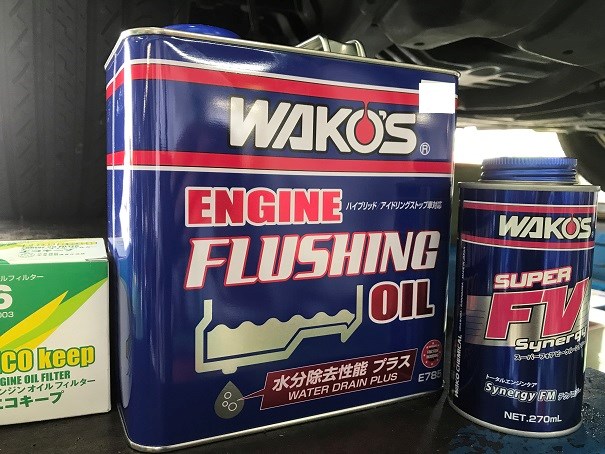 ルフィルター
6
003
CO keep
NGINE OIL FILTER
ンジン オイル フィルター
エコキープ
WAKO'S®
ENGINE
ハイブリッド アイドリングストップ車対応
FLUSHING
OIL
水分除去性能 プラス
WATER DRAIN PLUS
E785
WAKO'S
SUPER
FV
Synergy
トータルエンジンケア
Synergy FM
NET.270mL